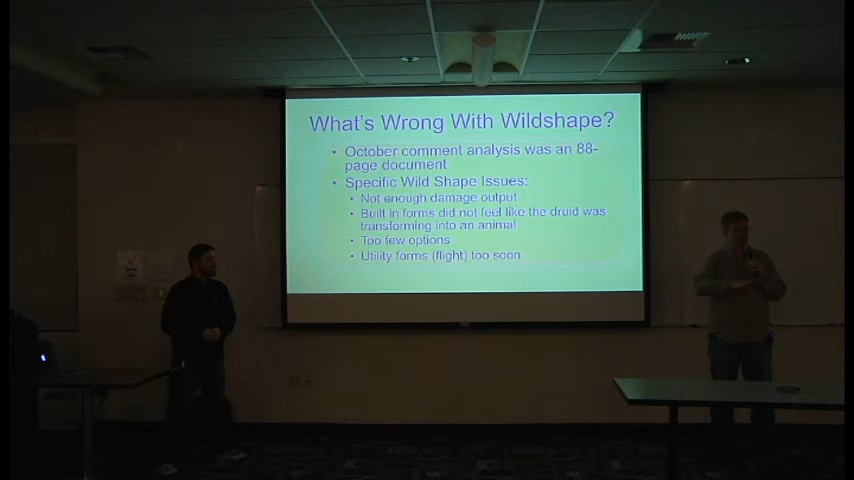 What's Wrong With Wildshape?
• October comment analysis was an 88-
page document
• Specific Wild Shape Issues:
• Not enough damage output
• Built in forms did not feel like the druid was
transforming into an animal
• Too few options
• Utility forms (flight) too soon